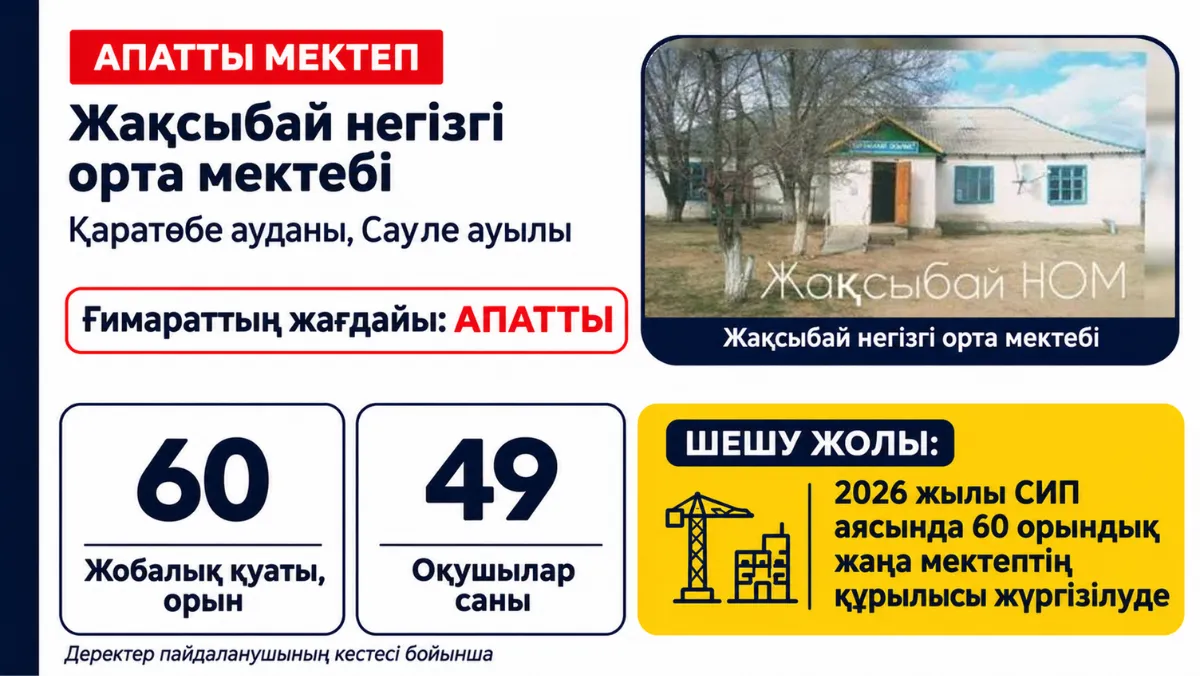 АПАТТЫ МЕКТЕП
Жақсыбай негізгі
орта мектебі
Қаратөбе ауданы, Сауле ауылы
Ғимараттың жағдайы: АПАТТЫ
Жақсыбай НОМ
Жақсыбай негізгі орта мектебі
60
Жобалық қуаты,
орын
49
Оқушылар
саны
ШЕШУ ЖОЛЫ:
2026 жылы СИП
аясында 60 орындық
жаңа мектептің
құрылысы жүргізілуде
Деректер пайдаланушының кестесі бойынша